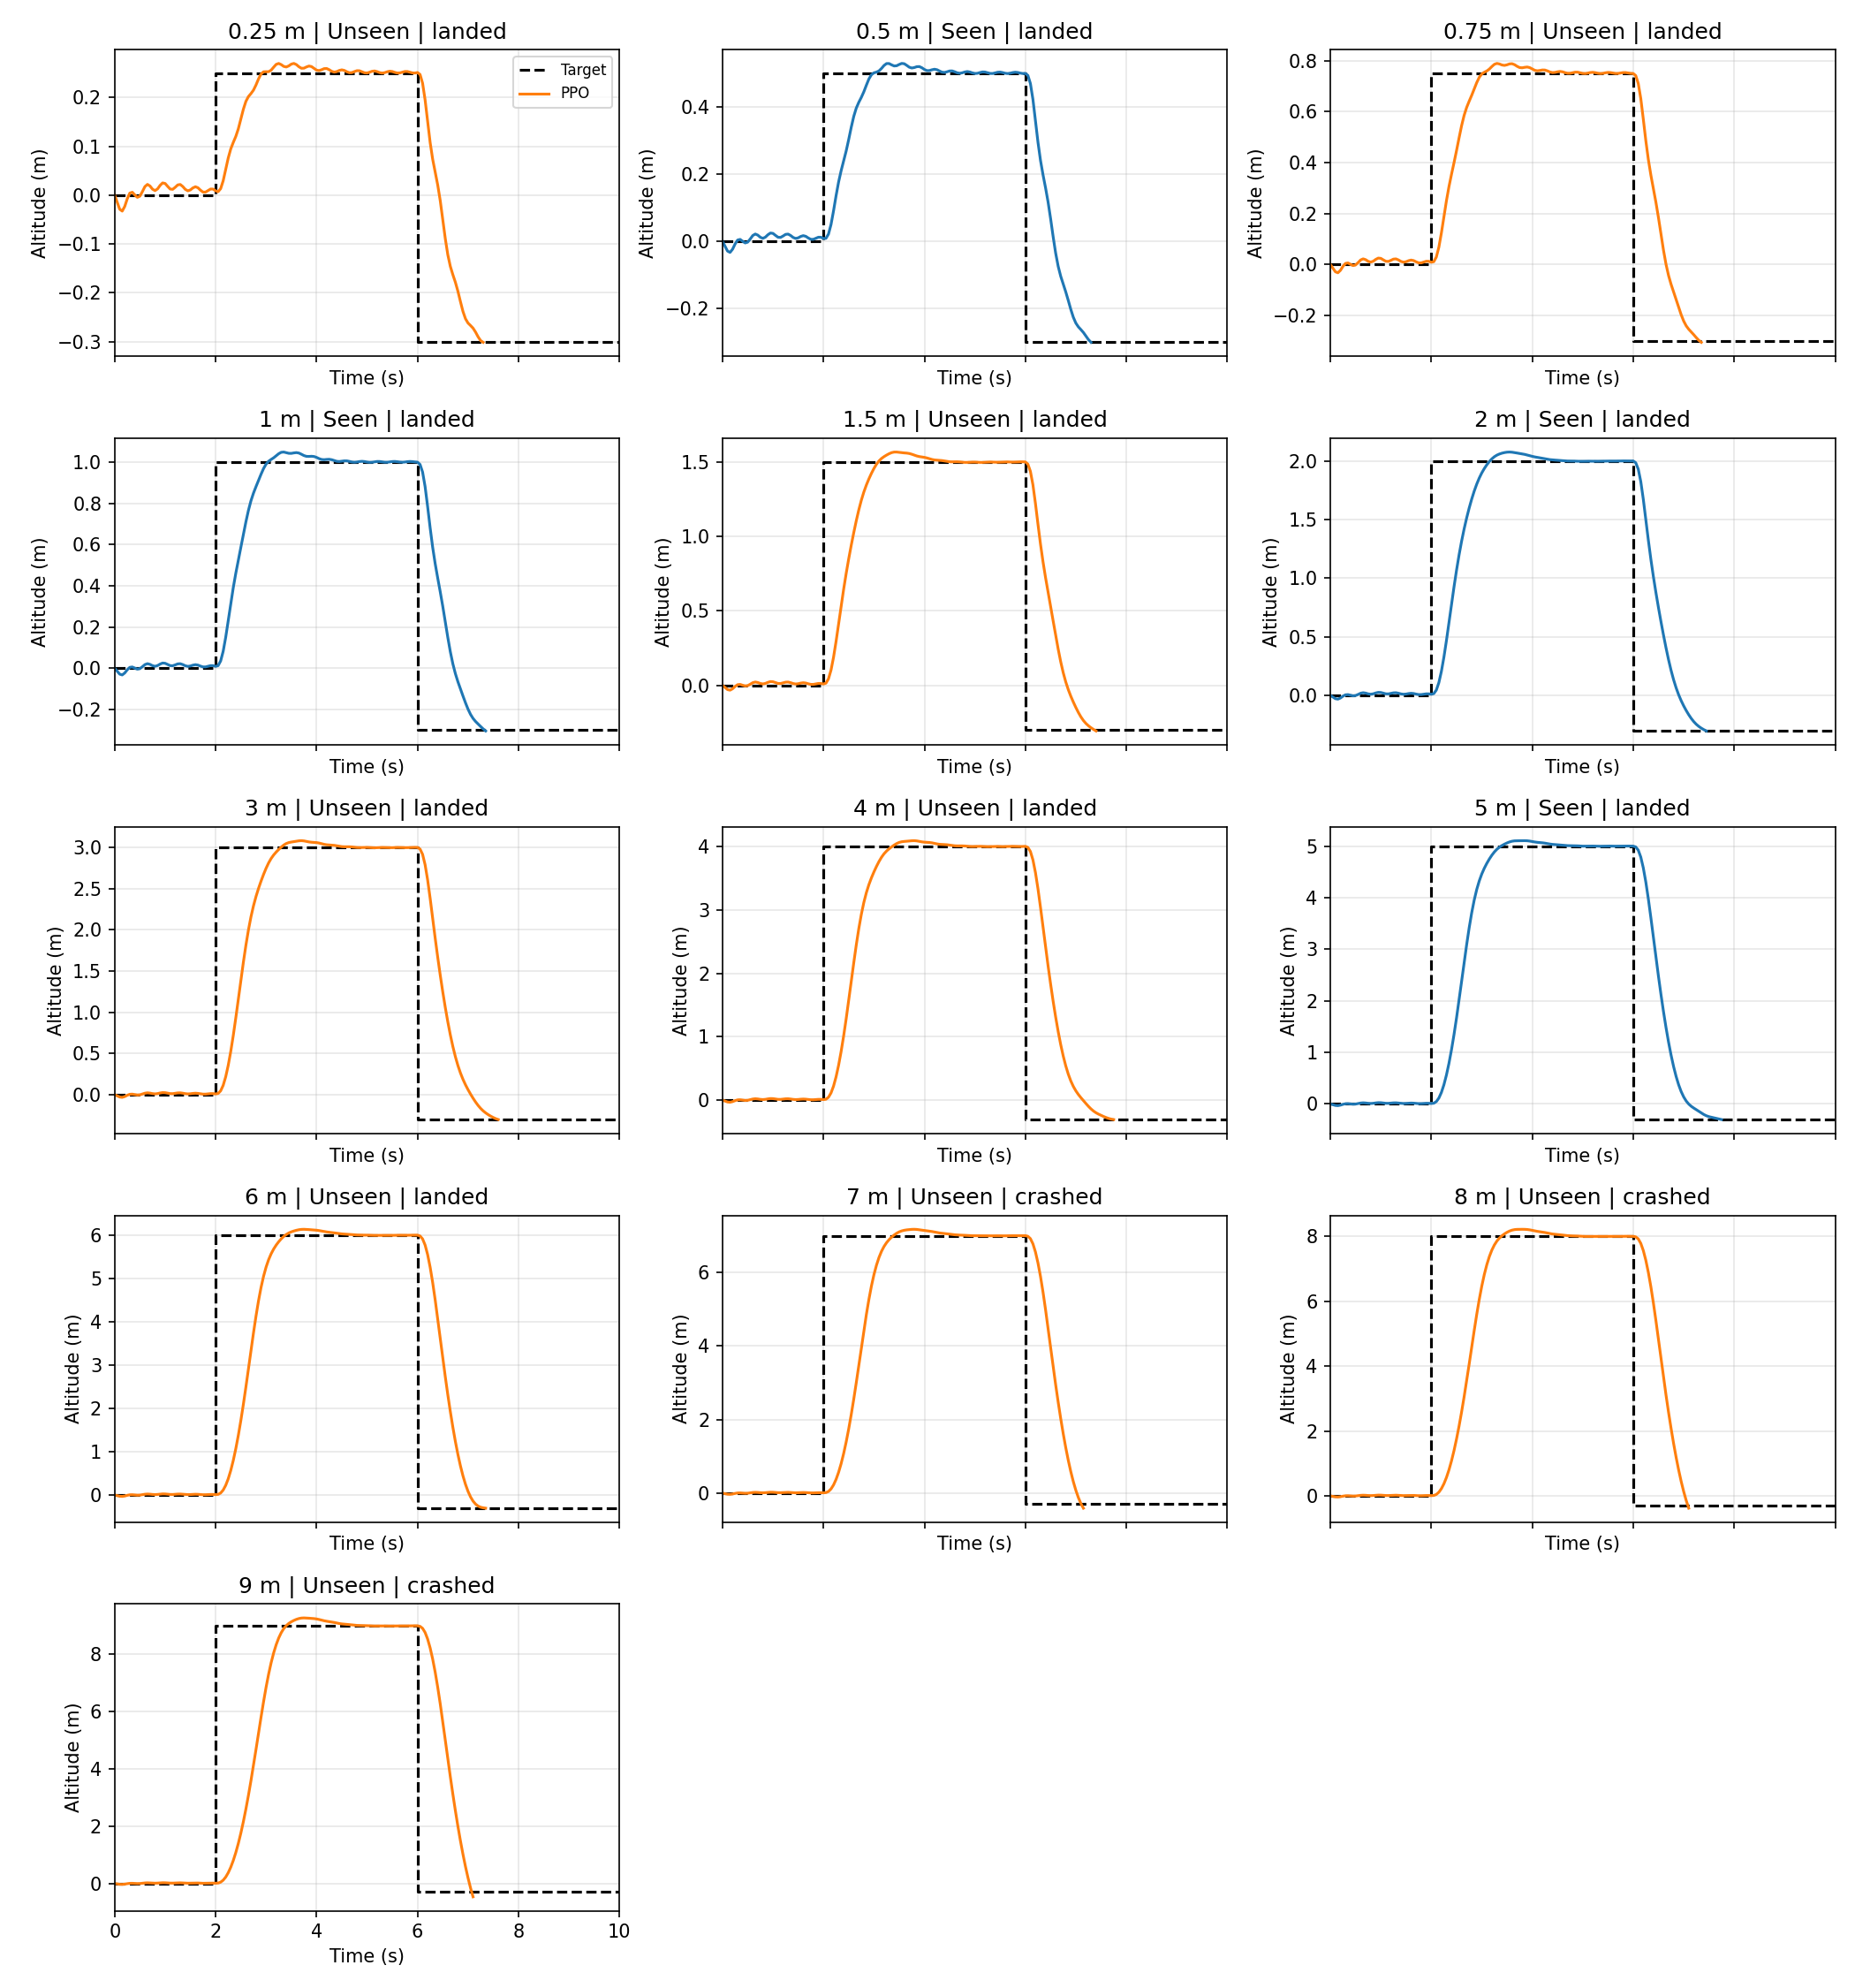 0.25 m | Unseen | landed
Altitude (m)
0.2
0.1
0.0
−0.1
−0.2
−0.3
Target
PPO
Time (s)
0.5 m | Seen | landed
Altitude (m)
0.4
0.2
0.0
−0.2
Time (s)
0.75 m | Unseen | landed
Altitude (m)
0.8
0.6
0.4
0.2
0.0
−0.2
Time (s)
1 m | Seen | landed
Altitude (m)
1.0
0.8
0.6
0.4
0.2
0.0
−0.2
Time (s)
1.5 m | Unseen | landed
Altitude (m)
1.5
1.0
0.5
0.0
Time (s)
2 m | Seen | landed
Altitude (m)
2.0
1.5
1.0
0.5
0.0
Time (s)
3 m | Unseen | landed
Altitude (m)
3.0
2.5
2.0
1.5
1.0
0.5
0.0
Time (s)
4 m | Unseen | landed
Altitude (m)
4
3
2
1
0
Time (s)
5 m | Seen | landed
Altitude (m)
5
4
3
2
1
0
Time (s)
6 m | Unseen | landed
Altitude (m)
6
5
4
3
2
1
0
Time (s)
7 m | Unseen | crashed
Altitude (m)
6
4
2
0
Time (s)
8 m | Unseen | crashed
Altitude (m)
8
6
4
2
0
Time (s)
9 m | Unseen | crashed
Altitude (m)
8
6
4
2
0
0 2 4 6 8 10
Time (s)